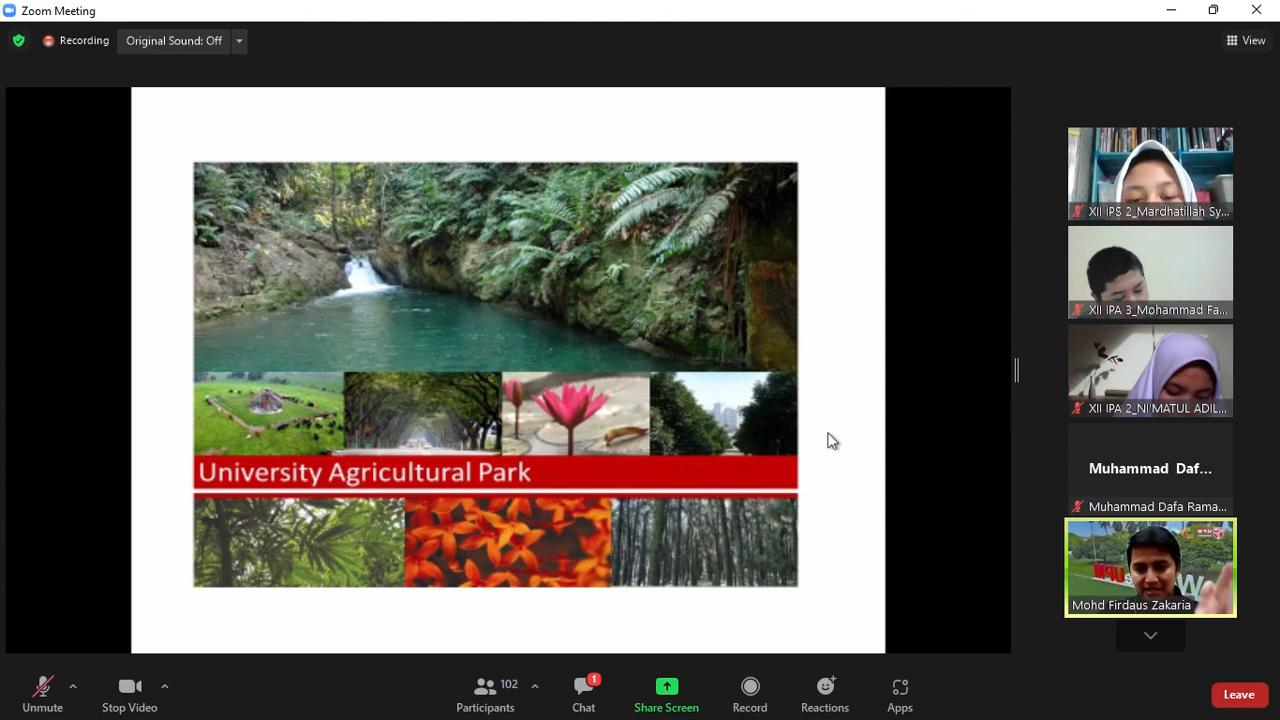 Zoom Meeting
Recording
Original Sound: Off
View
XII IPS 2_Mardhatillah Sy...
XII IPA 3_Mohammad Fa...
XII IPA 2_NI'MATUL ADIL...
Muhammad Daf...
Muhammad Dafa Rama...
Mohd Firdaus Zakaria
University Agricultural Park
Unmute
Stop Video
102
Participants
1
Chat
Share Screen
Record
Reactions
Apps
Leave